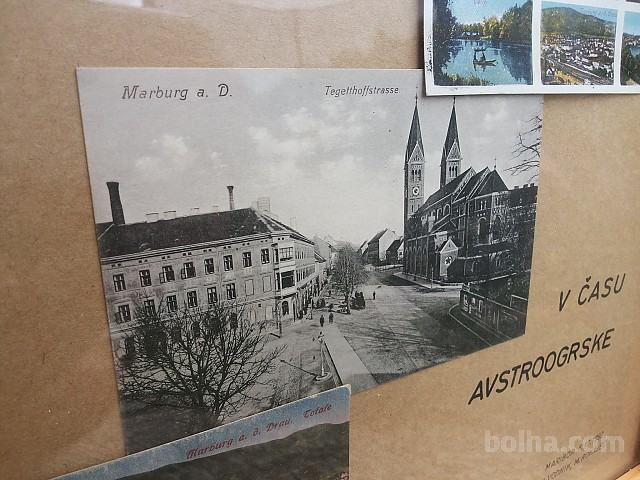 Marburg a. D.
Tegetthoffstrasse
V ČASU
AVSTROOGRSKE
Marburg a. d. Drau. Totale
bolha.com